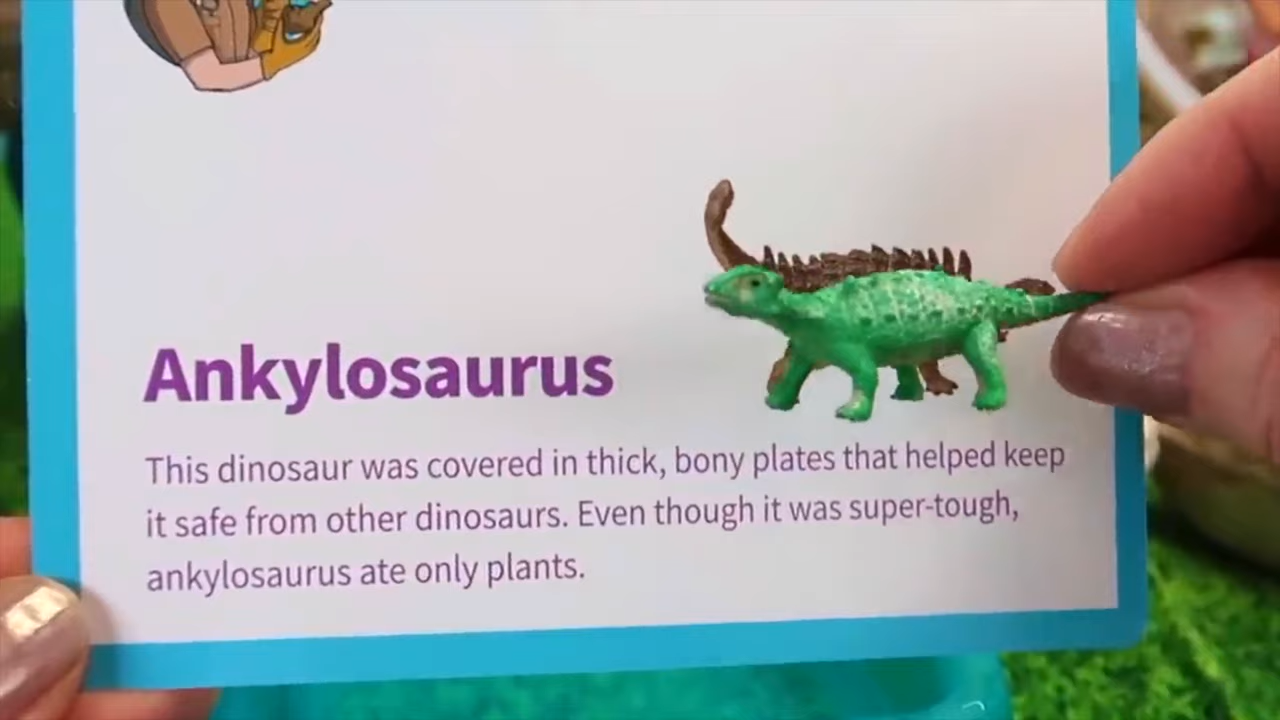 Ankylosaurus
This dinosaur was covered in thick, bony plates that helped keep
it safe from other dinosaurs. Even though it was super-tough,
ankylosaurus ate only plants.